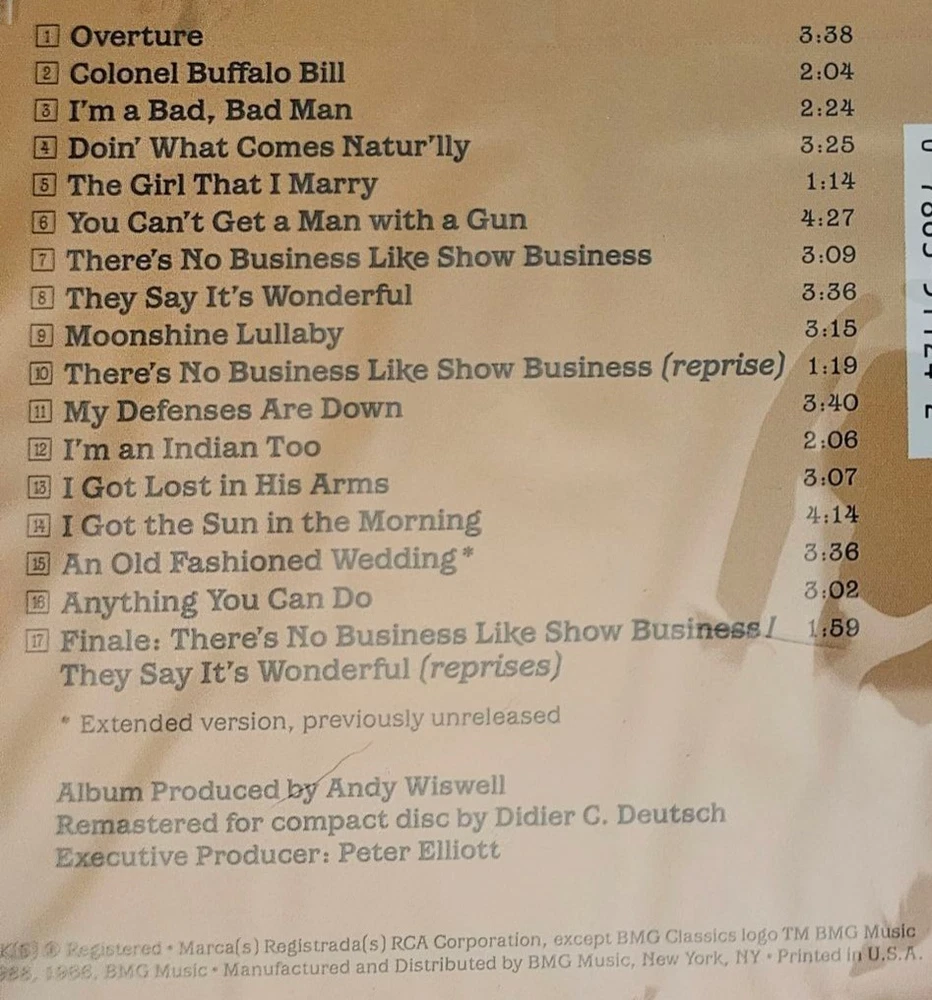 1 Overture 3:38
2 Colonel Buffalo Bill 2:04
3 I'm a Bad, Bad Man 2:24
4 Doin' What Comes Natur'lly 3:25
5 The Girl That I Marry 1:14
6 You Can't Get a Man with a Gun 4:27
7 There's No Business Like Show Business 3:09
8 They Say It's Wonderful 3:36
9 Moonshine Lullaby 3:15
10 There's No Business Like Show Business (reprise) 1:19
11 My Defenses Are Down 3:40
12 I'm an Indian Too 2:06
13 I Got Lost in His Arms 3:07
14 I Got the Sun in the Morning 4:14
15 An Old Fashioned Wedding* 3:36
16 Anything You Can Do 3:02
17 Finale: There's No Business Like Show Business/ 1:59
They Say It's Wonderful (reprises)
* Extended version, previously unreleased
Album Produced by Andy Wiswell
Remastered for compact disc by Didier C. Deutsch
Executive Producer: Peter Elliott
K(S) ® Registered • Marca(s) Registrada(s) RCA Corporation, except BMG Classics logo TM BMG Music
1966, BMG Music • Manufactured and Distributed by BMG Music, New York, NY • Printed in U.S.A.